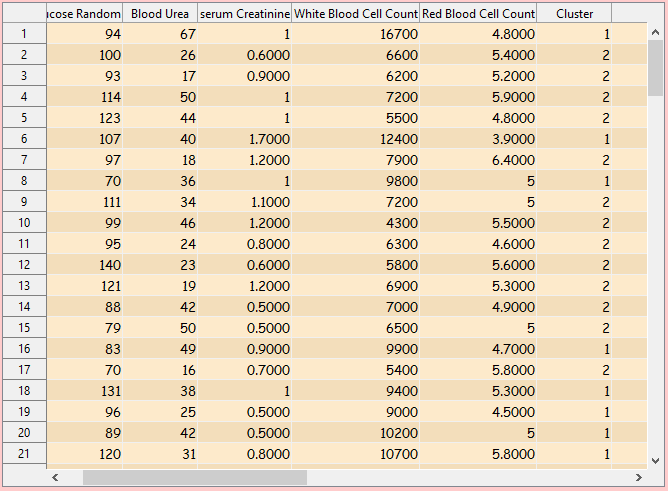 ucose Random Blood Urea serum Creatinine White Blood Cell Count Red Blood Cell Count Cluster
1 94 67 1 16700 4.8000 1
2 100 26 0.6000 6600 5.4000 2
3 93 17 0.9000 6200 5.2000 2
4 114 50 1 7200 5.9000 2
5 123 44 1 5500 4.8000 2
6 107 40 1.7000 12400 3.9000 1
7 97 18 1.2000 7900 6.4000 2
8 70 36 1 9800 5 1
9 111 34 1.1000 7200 5 2
10 99 46 1.2000 4300 5.5000 2
11 95 24 0.8000 6300 4.6000 2
12 140 23 0.6000 5800 5.6000 2
13 121 19 1.2000 6900 5.3000 2
14 88 42 0.5000 7000 4.9000 2
15 79 50 0.5000 6500 5 2
16 83 49 0.9000 9900 4.7000 1
17 70 16 0.7000 5400 5.8000 2
18 131 38 1 9400 5.3000 1
19 96 25 0.5000 9000 4.5000 1
20 89 42 0.5000 10200 5 1
21 120 31 0.8000 10700 5.8000 1